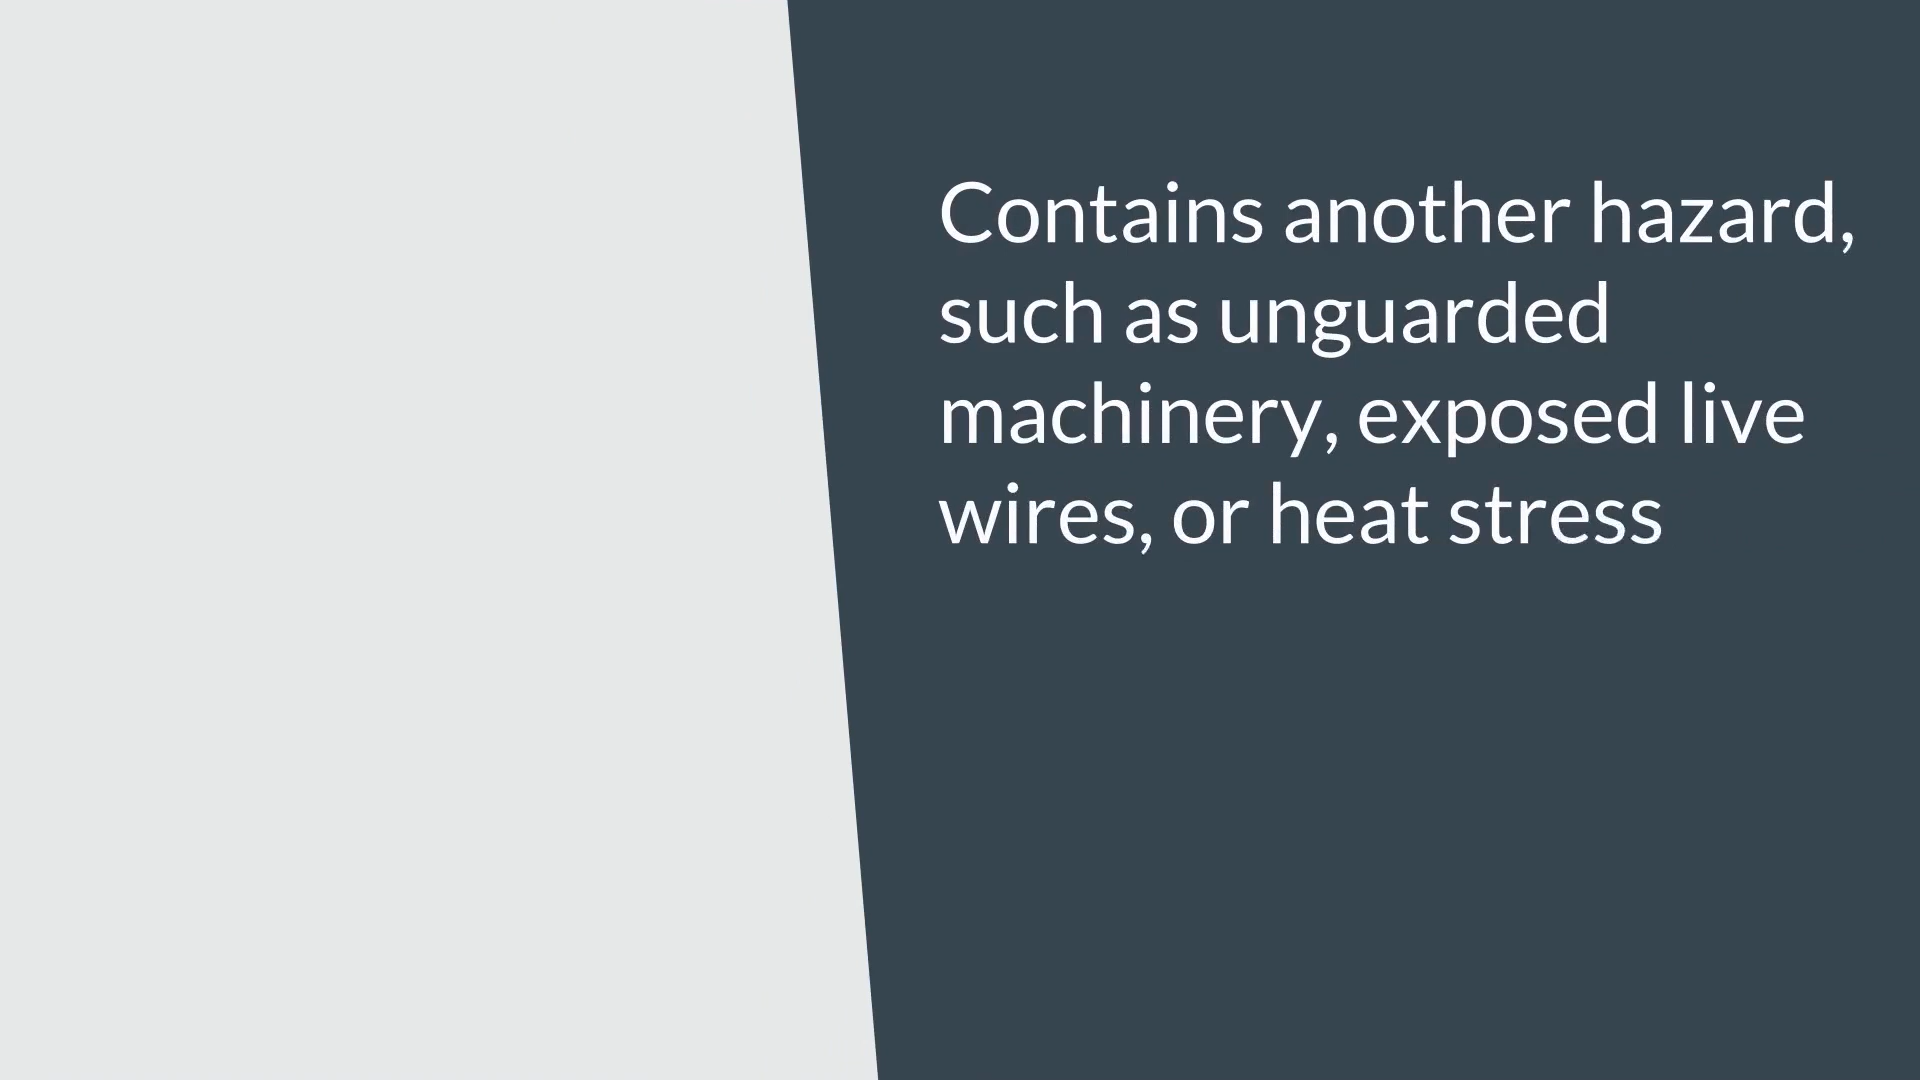 Contains another hazard,
such as unguarded
machinery, exposed live
wires, or heat stress